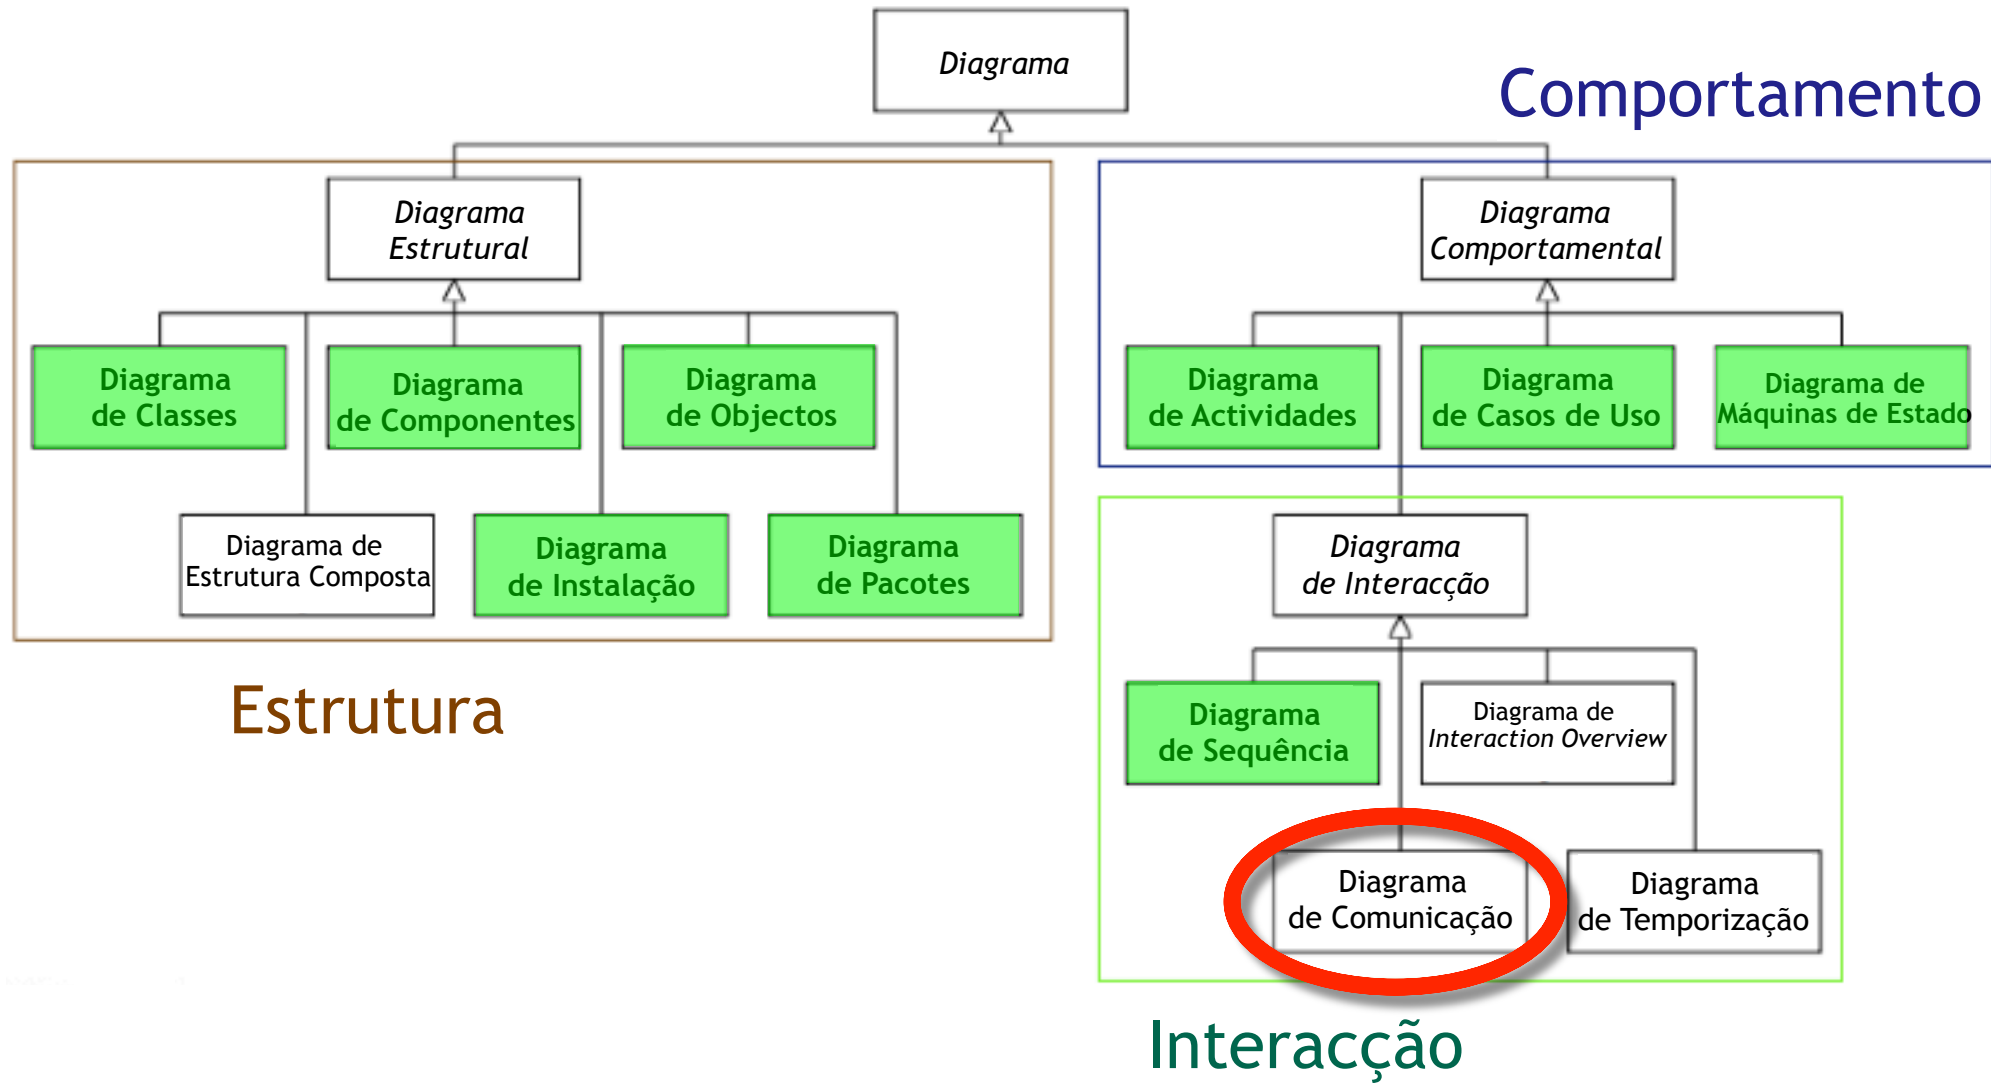 Diagrama
Comportamento
Diagrama
Estrutural
Diagrama
Comportamental
Diagrama
de Classes
Diagrama
de Componentes
Diagrama
de Objectos
Diagrama
de Actividades
Diagrama
de Casos de Uso
Diagrama de
Máquinas de Estado
Diagrama de
Estrutura Composta
Diagrama
de Instalação
Diagrama
de Pacotes
Diagrama
de Interacção
Estrutura
Diagrama
de Sequência
Diagrama de
Interaction Overview
Diagrama
de Comunicação
Diagrama
de Temporização
Interacção